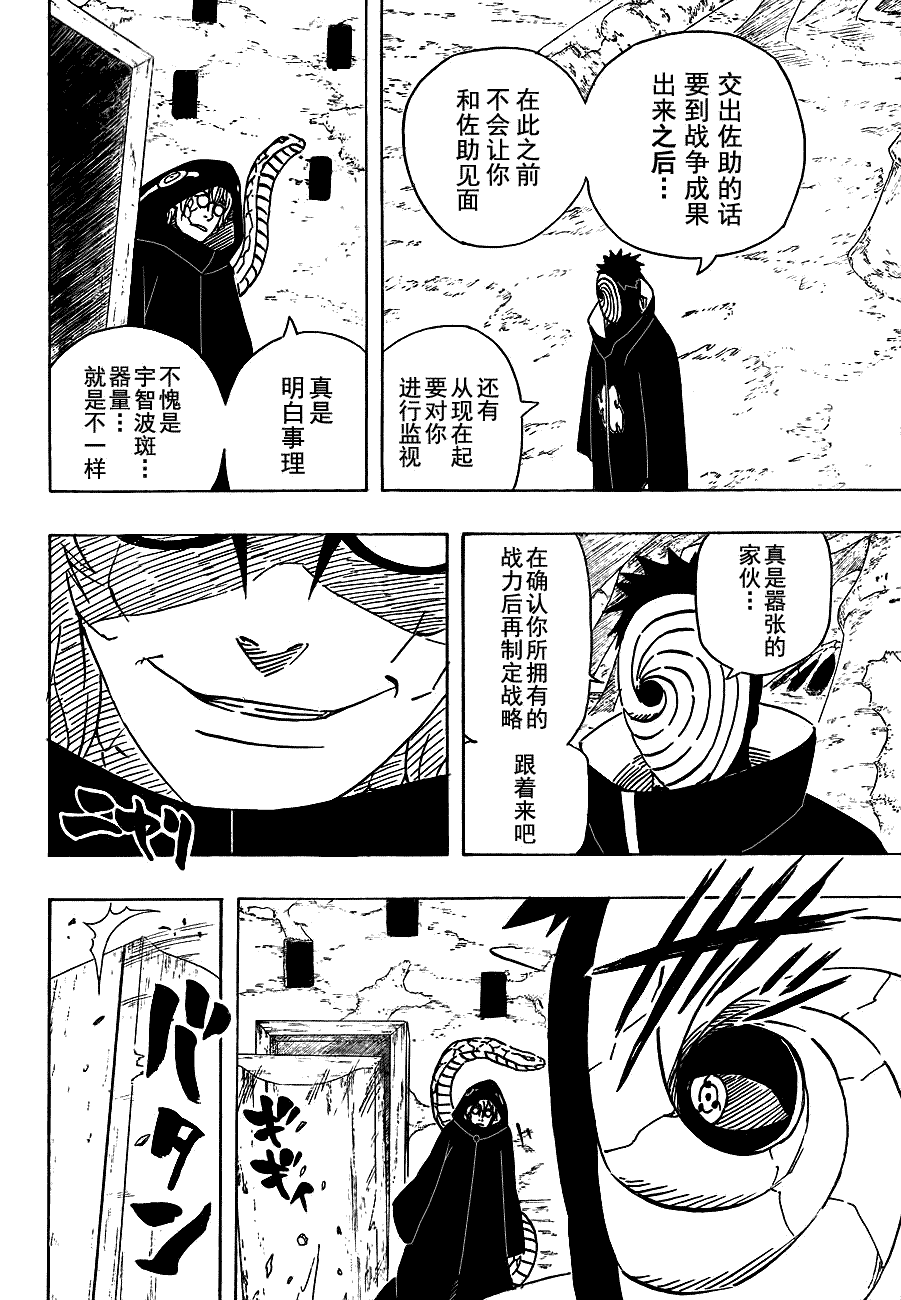 交出佐助的话
要到战争成果
出来之后…
在此之前
不会让你
和佐助见面
还有
从现在起
要对你
进行监视
真是
明白事理
不愧是
宇智波斑…
器量…
就是不一样
真是嚣张的
家伙…
在确认你所拥有的
战力后再制定战略
跟着来吧
ニヤリ
ギギギィ
バタン